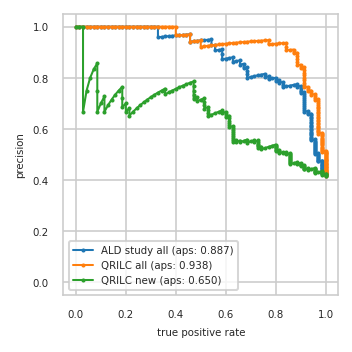 1.0
0.8
0.6
0.4
0.2
0.0
precision
0.0 0.2 0.4 0.6 0.8 1.0
true positive rate
ALD study all (aps: 0.887)
QRILC all (aps: 0.938)
QRILC new (aps: 0.650)